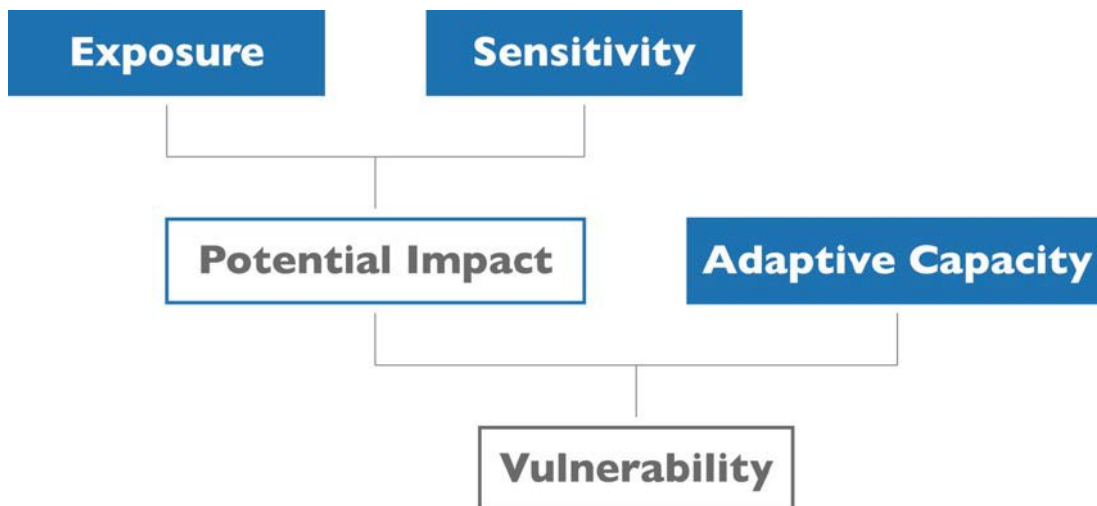 Exposure
Sensitivity
Potential Impact
Adaptive Capacity
Vulnerability